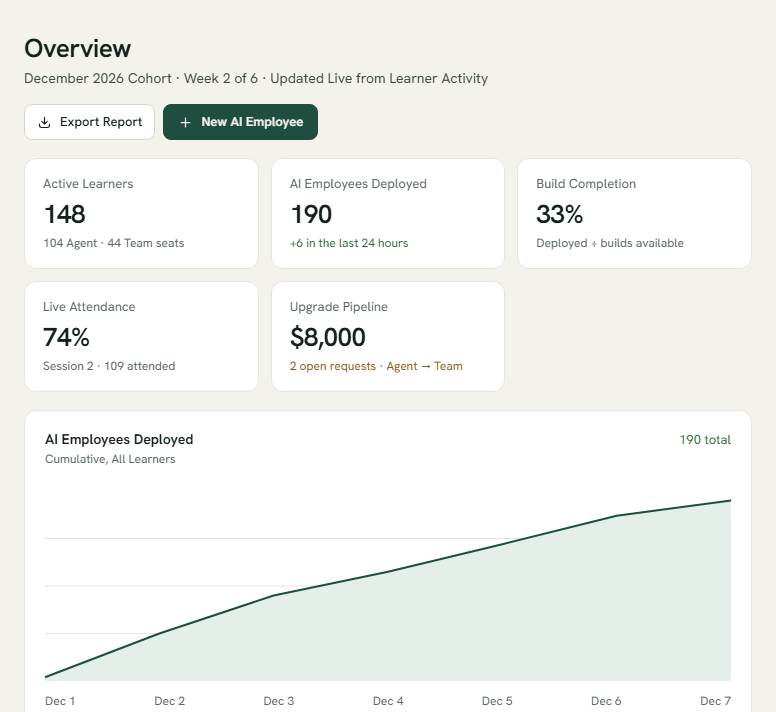 Overview
December 2026 Cohort · Week 2 of 6 · Updated Live from Learner Activity
Export Report
New AI Employee
Active Learners
148
104 Agent · 44 Team seats
AI Employees Deployed
190
+6 in the last 24 hours
Build Completion
33%
Deployed ÷ builds available
Live Attendance
74%
Session 2 · 109 attended
Upgrade Pipeline
$8,000
2 open requests · Agent → Team
AI Employees Deployed
190 total
Cumulative, All Learners
Dec 1 Dec 2 Dec 3 Dec 4 Dec 5 Dec 6 Dec 7